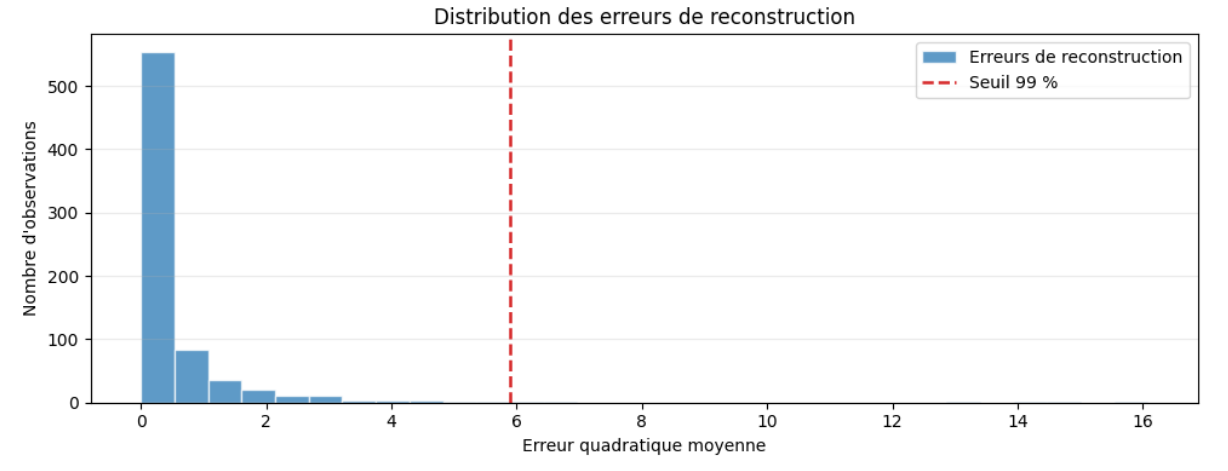 Distribution des erreurs de reconstruction
Erreurs de reconstruction
Seuil 99 %
Nombre d'observations
500
400
300
200
100
0
0 2 4 6 8 10 12 14 16
Erreur quadratique moyenne